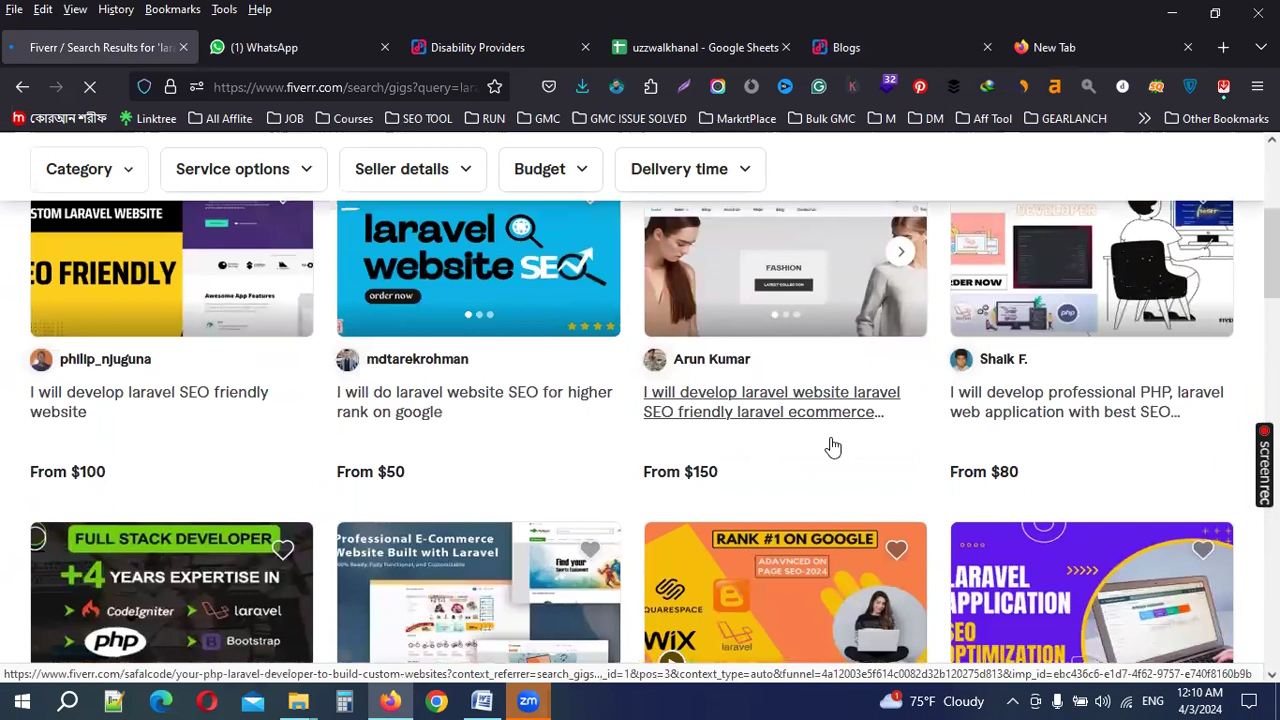 File Edit View History Bookmarks Tools Help
Fiverr / Search Results for 'lar
(1) WhatsApp
Disability Providers
uzzwalkhanal - Google Sheets
Blogs
New Tab
https://www.fiverr.com/search/gigs?query=lar
32
কোরআন শরীফ
Linktree
All Afflite
JOB
Courses
SEO TOOL
RUN
GMC
GMC ISSUE SOLVED
MarkrtPlace
Bulk GMC
M
DM
Aff Tool
GEARLANCH
Other Bookmarks
Category
Service options
Seller details
Budget
Delivery time
TOM LARAVEL WEBSITE
EO FRIENDLY
Awesome App Features
laravel
website SEO
order now
FASHION
LATEST COLLECTION
DEVELOPER
RDER NOW
php
philip_njuguna
mdtarekrohman
Arun Kumar
Shaik F.
I will develop laravel SEO friendly
website
I will do laravel website SEO for higher
rank on google
I will develop laravel website laravel
SEO friendly laravel ecommerce...
I will develop professional PHP, laravel
web application with best SEO...
From $100
From $50
From $150
From $80
FULL STACK DEVELOPER
+4 YEARS EXPERTISE IN
CodeIgniter
laravel
php
Bootstrap
Professional E-Commerce
Website Built with Laravel
100% Ready, Fully Functional, and Customizable
Find your
RANK #1 ON GOOGLE
ADAVNCED ON
PAGE SEO-2024
SQUARESPACE
WiX
laravel
LARAVEL
APPLICATION
SEO
OPTIMIZATION
screen rec
https://www.fiverr.com/safalcode/your-php-laravel-developer-to-build-custom-websites?context_referrer=search_gigs..._id=1&pos=3&context_type=auto&funnel=4a12003e5f614c0082d32b120275d813&imp_id=ebc436c6-e1d7-4f62-9757-e740f8160b9b
zm
1
75°F Cloudy
ENG
12:10 AM
4/3/2024